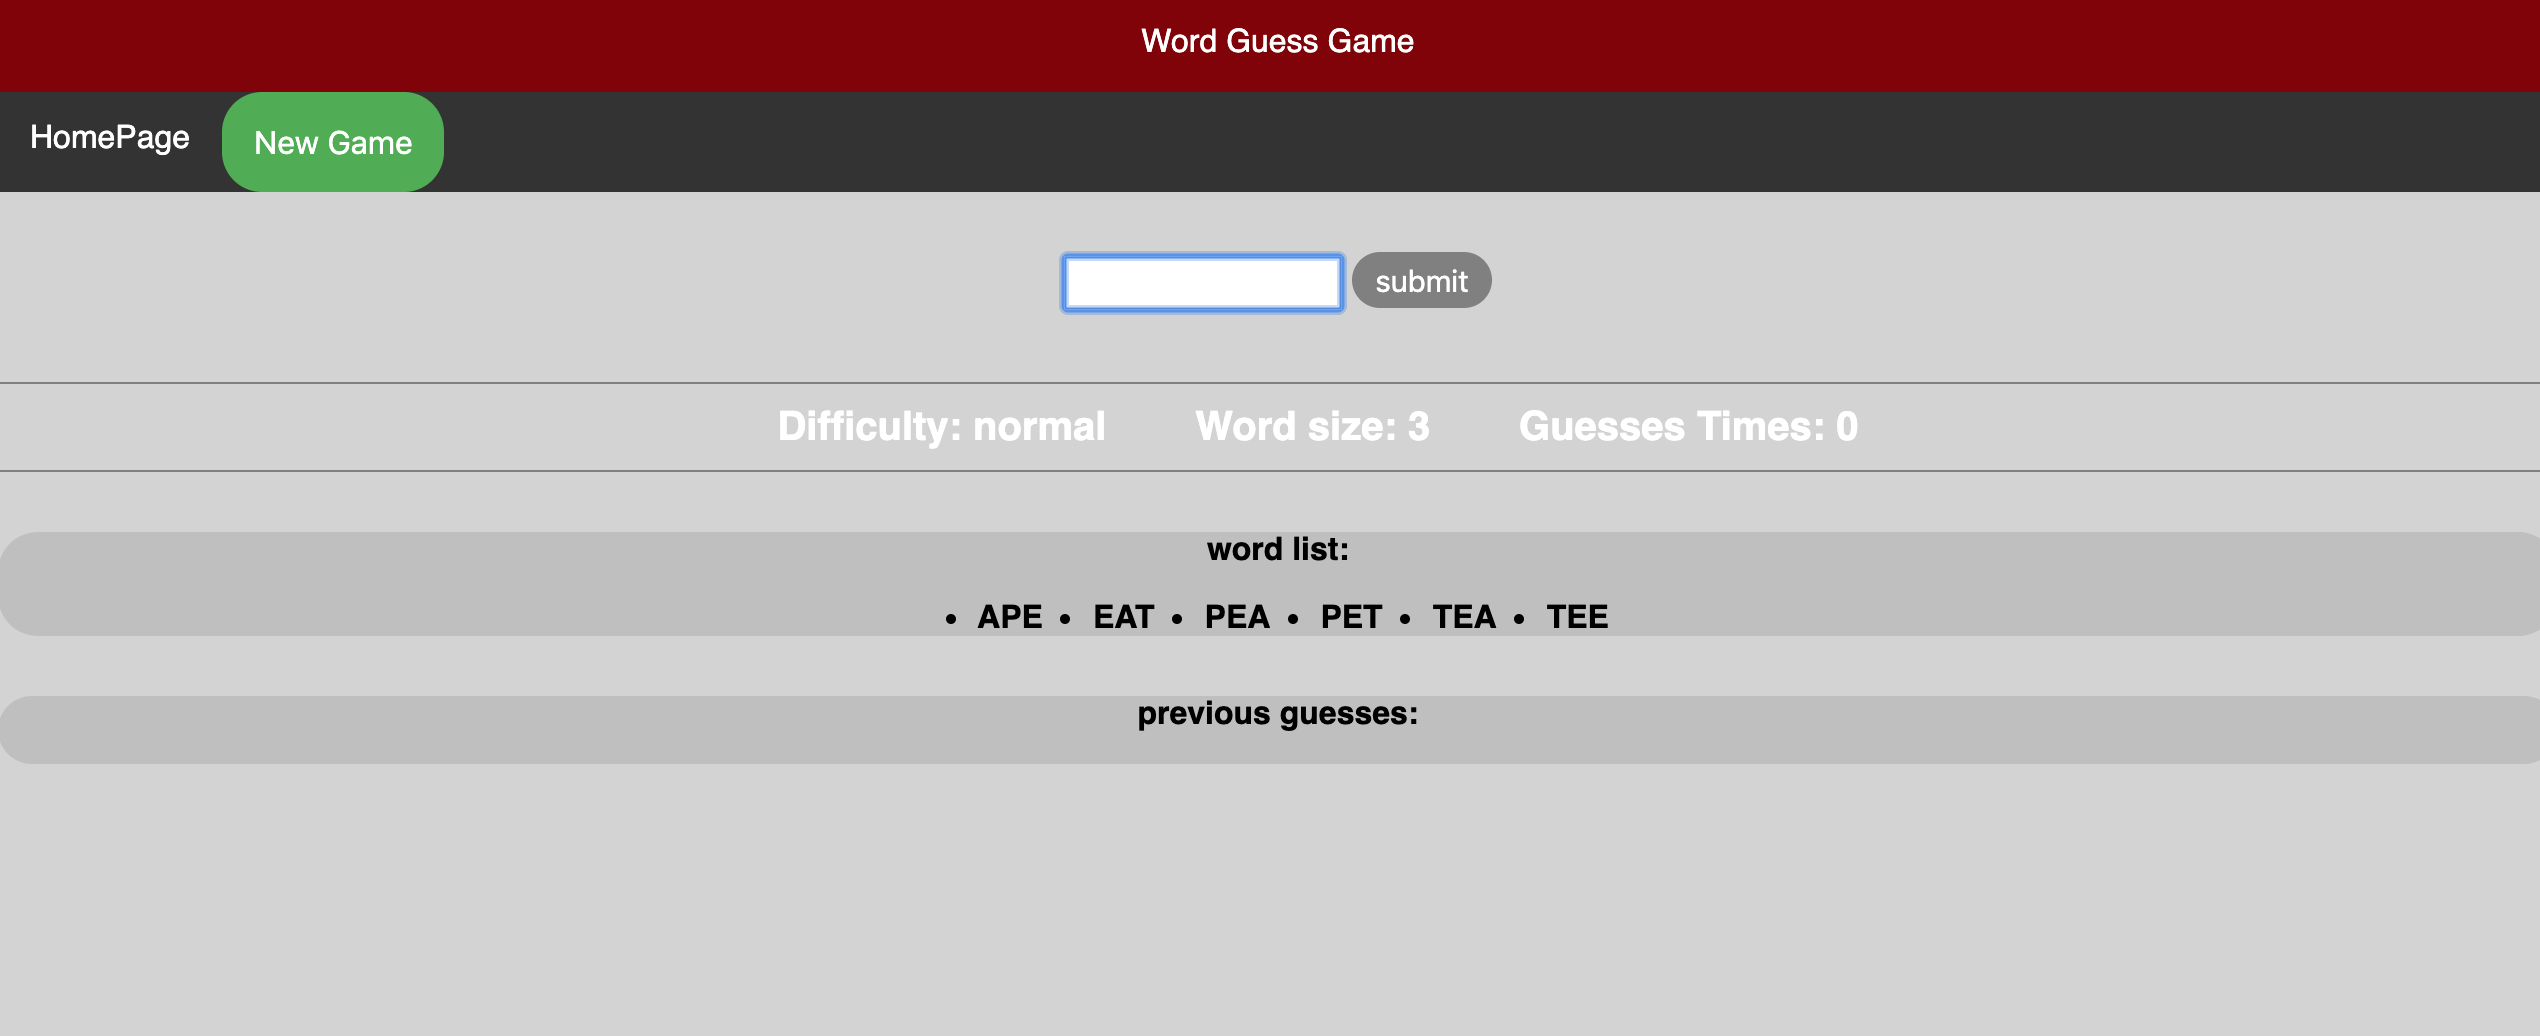 Word Guess Game
HomePage New Game
submit
Difficulty: normal Word size: 3 Guesses Times: 0
word list:
• APE • EAT • PEA • PET • TEA • TEE
previous guesses: